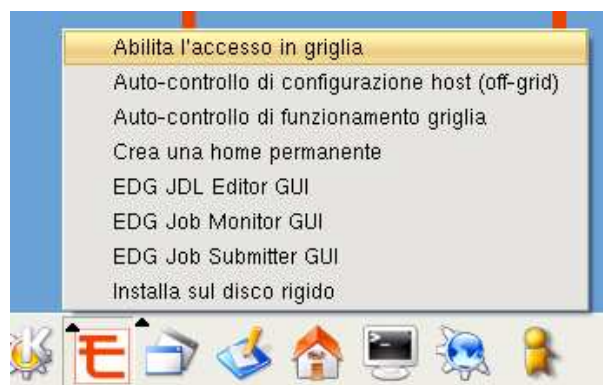 Abilita l'accesso in griglia
Auto-controllo di configurazione host (off-grid)
Auto-controllo di funzionamento griglia
Crea una home permanente
EDG JDL Editor GUI
EDG Job Monitor GUI
EDG Job Submitter GUI
Installa sul disco rigido